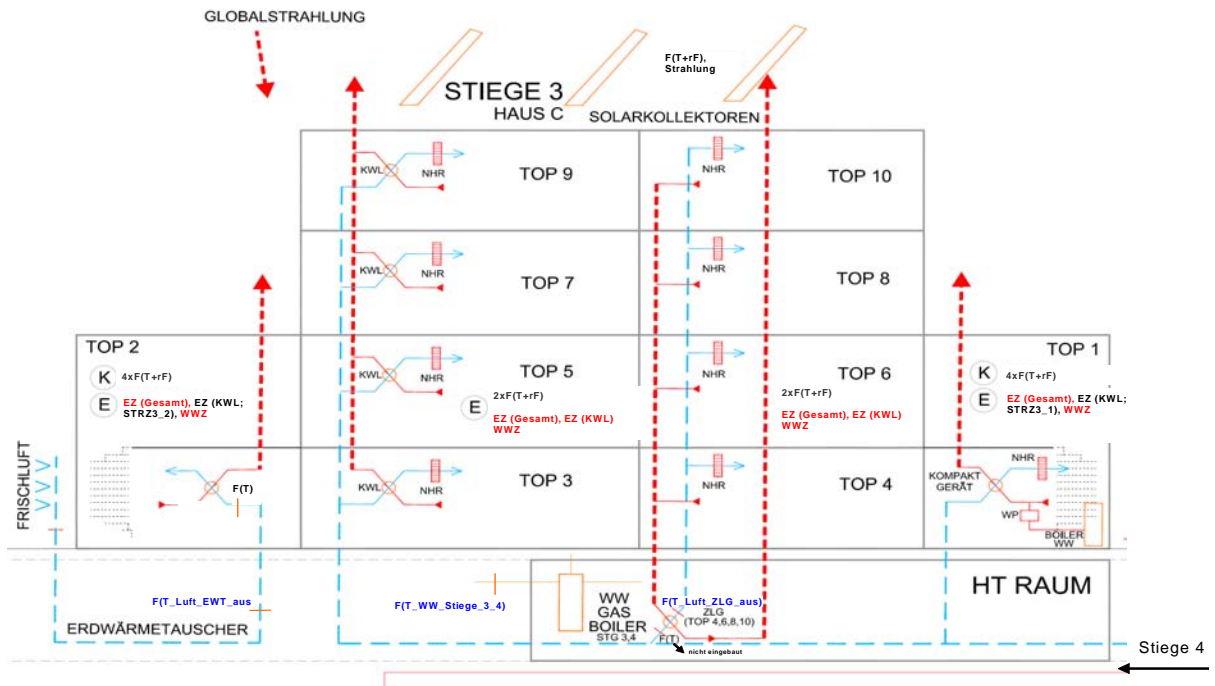 GLOBALSTRAHLUNG
F(T+rF),
Strahlung
STIEGE 3
HAUS C
SOLARKOLLEKTOREN
KWL
NHR
TOP 9
NHR
TOP 10
KWL
NHR
TOP 7
NHR
TOP 8
TOP 2
K
4xF(T+rF)
E
EZ (Gesamt), EZ (KWL;
STRZ3_2), WWZ
KWL
NHR
TOP 5
E
2xF(T+rF)
EZ (Gesamt), EZ (KWL)
WWZ
NHR
TOP 6
2xF(T+rF)
EZ (Gesamt), EZ (KWL)
WWZ
TOP 1
K
4xF(T+rF)
E
EZ (Gesamt), EZ (KWL;
STRZ3_1), WWZ
FRISCHLUFT
F(T)
KWL
NHR
TOP 3
NHR
TOP 4
KOMPAKT
GERÄT
NHR
WP
BOILER
WW
F(T_Luft_EWT_aus
ERDWÄRMETAUSCHER
F(T_WW_Stiege_3_4)
WW
GAS
BOILER
STG 3,4
F(T_Luft_ZLG_aus)
ZLG
(TOP 4,6,8,10)
F(T)
nicht eingebaut
HT RAUM
Stiege 4